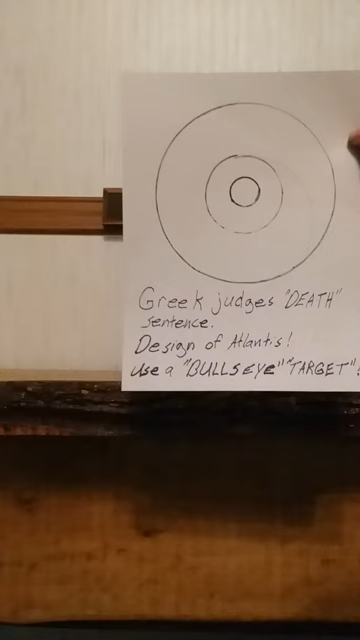 Greek judges "DEATH"
sentence.
Design of Atlantis!
Use a "BULLSEYE" "TARGET"!